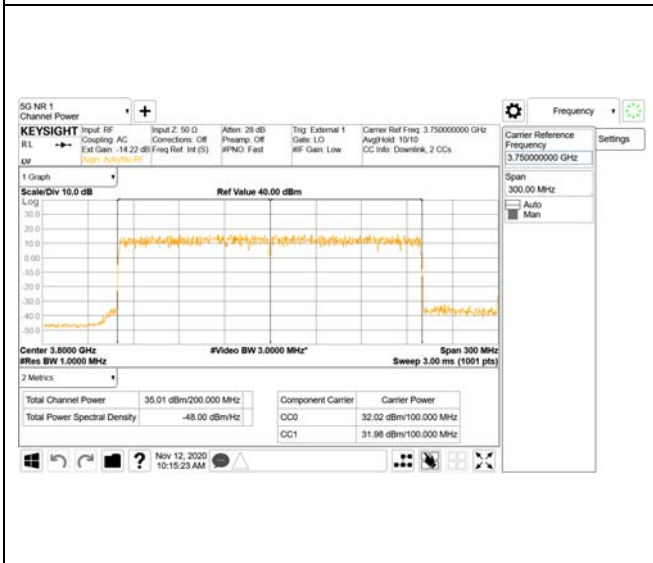 5G NR 1
Channel Power
Frequency
KEYSIGHT
RL
Input: RF
Coupling: AC
Ext Gain: -14.22 dB
Align: Auto/No RF
Input Z: 50 Ω
Corrections: Off
Freq Ref: Int (S)
Atten: 28 dB
Preamp: Off
#PNO: Fast
Trig: External 1
Gate: LO
#IF Gain: Low
Carrier Ref Freq: 3.750000000 GHz
Avg|Hold: 10/10
CC Info: Downlink, 2 CCs
Carrier Reference
Frequency
3.750000000 GHz
Settings
Span
300.00 MHz
Auto
Man
1 Graph
Scale/Div 10.0 dB
Ref Value 40.00 dBm
Log
30.0
20.0
10.0
0.00
-10.0
-20.0
-30.0
-40.0
-50.0
Center 3.8000 GHz
#Video BW 3.0000 MHz*
Span 300 MHz
#Res BW 1.0000 MHz
Sweep 3.00 ms (1001 pts)
2 Metrics
Total Channel Power 35.01 dBm/200.000 MHz
Total Power Spectral Density -48.00 dBm/Hz
Component Carrier Carrier Power
CC0 32.02 dBm/100.000 MHz
CC1 31.98 dBm/100.000 MHz
Nov 12, 2020
10:15:23 AM